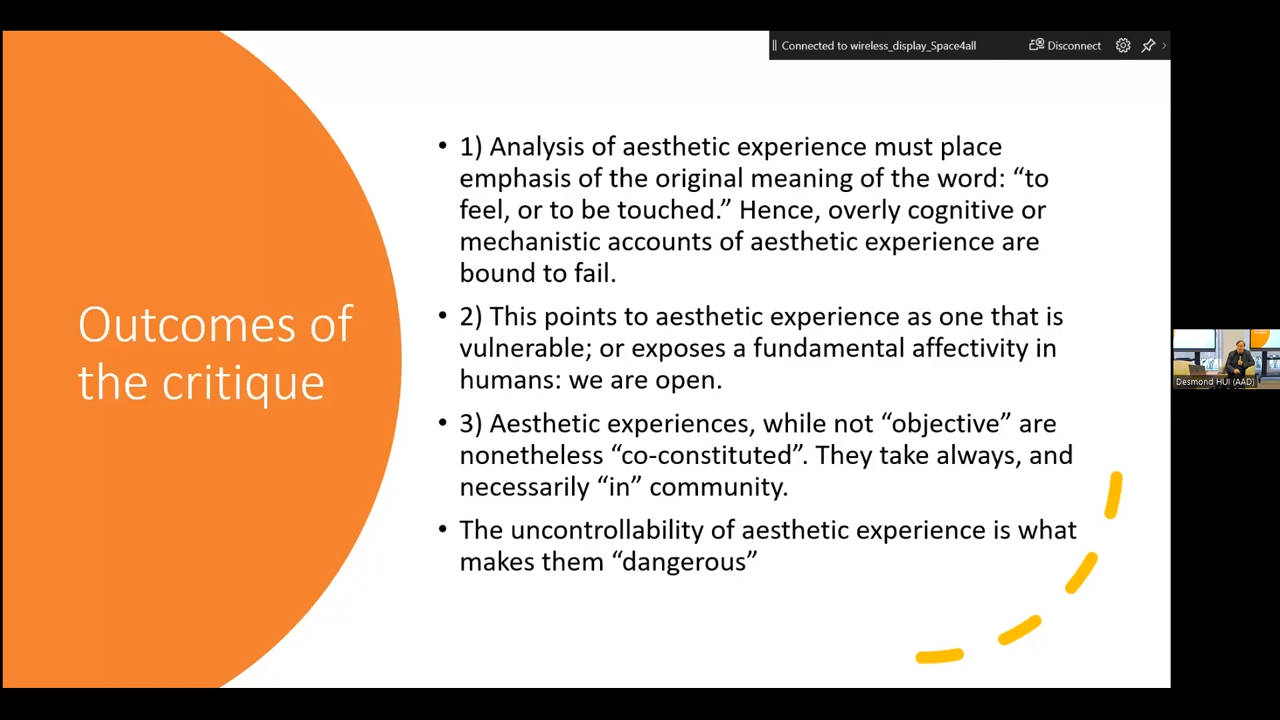 Connected to wireless_display_Space4all
Disconnect
Outcomes of
the critique
• 1) Analysis of aesthetic experience must place
emphasis of the original meaning of the word: “to
feel, or to be touched.” Hence, overly cognitive or
mechanistic accounts of aesthetic experience are
bound to fail.
• 2) This points to aesthetic experience as one that is
vulnerable; or exposes a fundamental affectivity in
humans: we are open.
• 3) Aesthetic experiences, while not “objective” are
nonetheless “co-constituted”. They take always, and
necessarily “in” community.
• The uncontrollability of aesthetic experience is what
makes them “dangerous”
Desmond HUI (AAD)